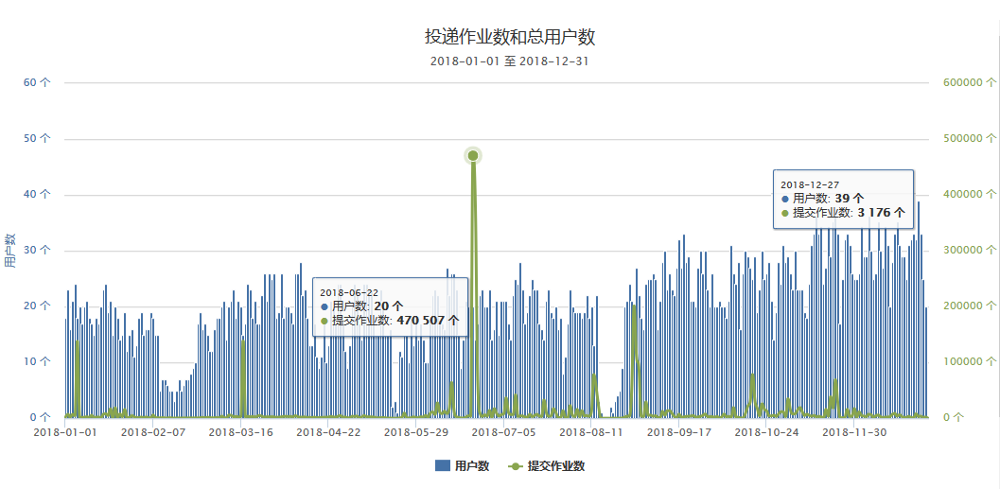 投递作业数和总用户数
2018-01-01 至 2018-12-31
60 个
50 个
40 个
30 个
20 个
10 个
0 个
用户数
600000 个
500000 个
400000 个
300000 个
200000 个
100000 个
0 个
2018-12-27
用户数: 39 个
提交作业数: 3 176 个
2018-06-22
用户数: 20 个
提交作业数: 470 507 个
2018-01-01
2018-02-07
2018-03-16
2018-04-22
2018-05-29
2018-07-05
2018-08-11
2018-09-17
2018-10-24
2018-11-30
用户数
提交作业数